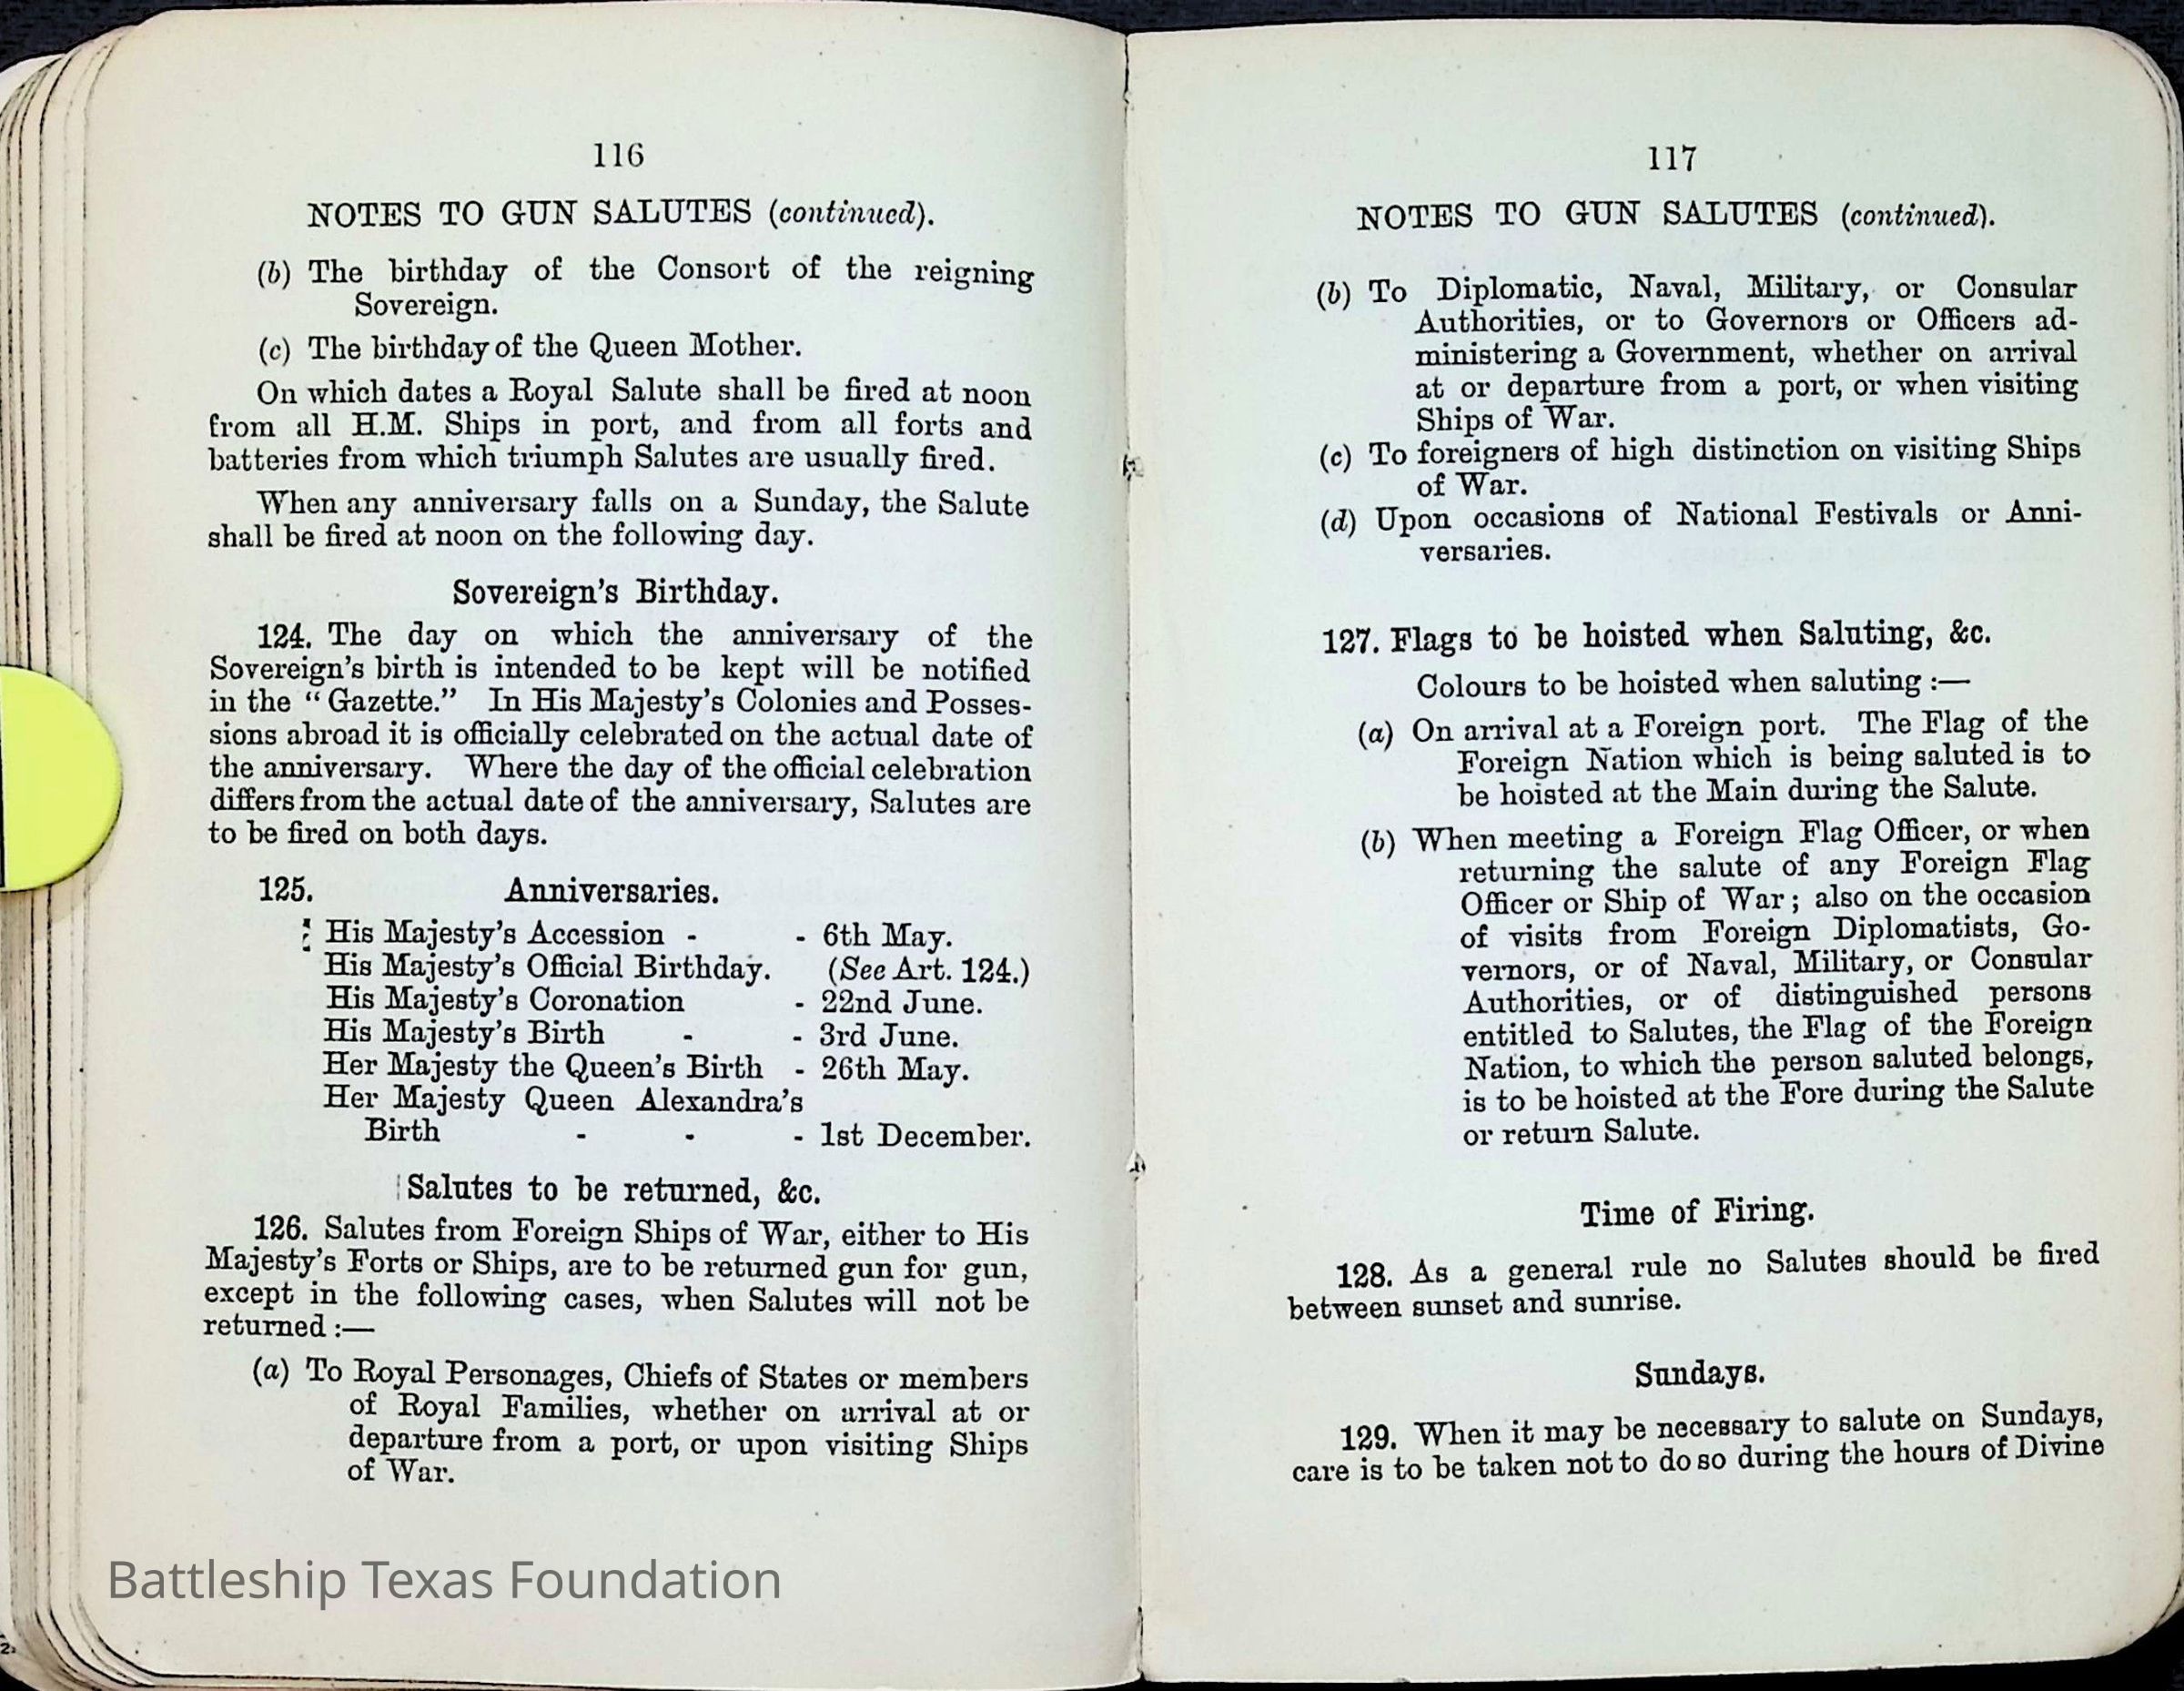 116
NOTES TO GUN SALUTES (continued).
(b) The birthday of the Consort of the reigning
Sovereign.
(c) The birthday of the Queen Mother.
On which dates a Royal Salute shall be fired at noon
from all H.M. Ships in port, and from all forts and
batteries from which triumph Salutes are usually fired.
When any anniversary falls on a Sunday, the Salute
shall be fired at noon on the following day.
Sovereign's Birthday.
124. The day on which the anniversary of the
Sovereign's birth is intended to be kept will be notified
in the "Gazette." In His Majesty's Colonies and Posses-
sions abroad it is officially celebrated on the actual date of
the anniversary. Where the day of the official celebration
differs from the actual date of the anniversary, Salutes are
to be fired on both days.
125. Anniversaries.
His Majesty's Accession - - 6th May.
His Majesty's Official Birthday. (See Art. 124.)
His Majesty's Coronation - 22nd June.
His Majesty's Birth - - 3rd June.
Her Majesty the Queen's Birth - 26th May.
Her Majesty Queen Alexandra's
Birth - - - 1st December.
Salutes to be returned, &c.
126. Salutes from Foreign Ships of War, either to His
Majesty's Forts or Ships, are to be returned gun for gun,
except in the following cases, when Salutes will not be
returned :—
(a) To Royal Personages, Chiefs of States or members
of Royal Families, whether on arrival at or
departure from a port, or upon visiting Ships
of War.
Battleship Texas Foundation
117
NOTES TO GUN SALUTES (continued).
(b) To Diplomatic, Naval, Military, or Consular
Authorities, or to Governors or Officers ad-
ministering a Government, whether on arrival
at or departure from a port, or when visiting
Ships of War.
(c) To foreigners of high distinction on visiting Ships
of War.
(d) Upon occasions of National Festivals or Anni-
versaries.
127. Flags to be hoisted when Saluting, &c.
Colours to be hoisted when saluting :—
(a) On arrival at a Foreign port. The Flag of the
Foreign Nation which is being saluted is to
be hoisted at the Main during the Salute.
(b) When meeting a Foreign Flag Officer, or when
returning the salute of any Foreign Flag
Officer or Ship of War; also on the occasion
of visits from Foreign Diplomatists, Go-
vernors, or of Naval, Military, or Consular
Authorities, or of distinguished persons
entitled to Salutes, the Flag of the Foreign
Nation, to which the person saluted belongs,
is to be hoisted at the Fore during the Salute
or return Salute.
Time of Firing.
128. As a general rule no Salutes should be fired
between sunset and sunrise.
Sundays.
129. When it may be necessary to salute on Sundays,
care is to be taken not to do so during the hours of Divine